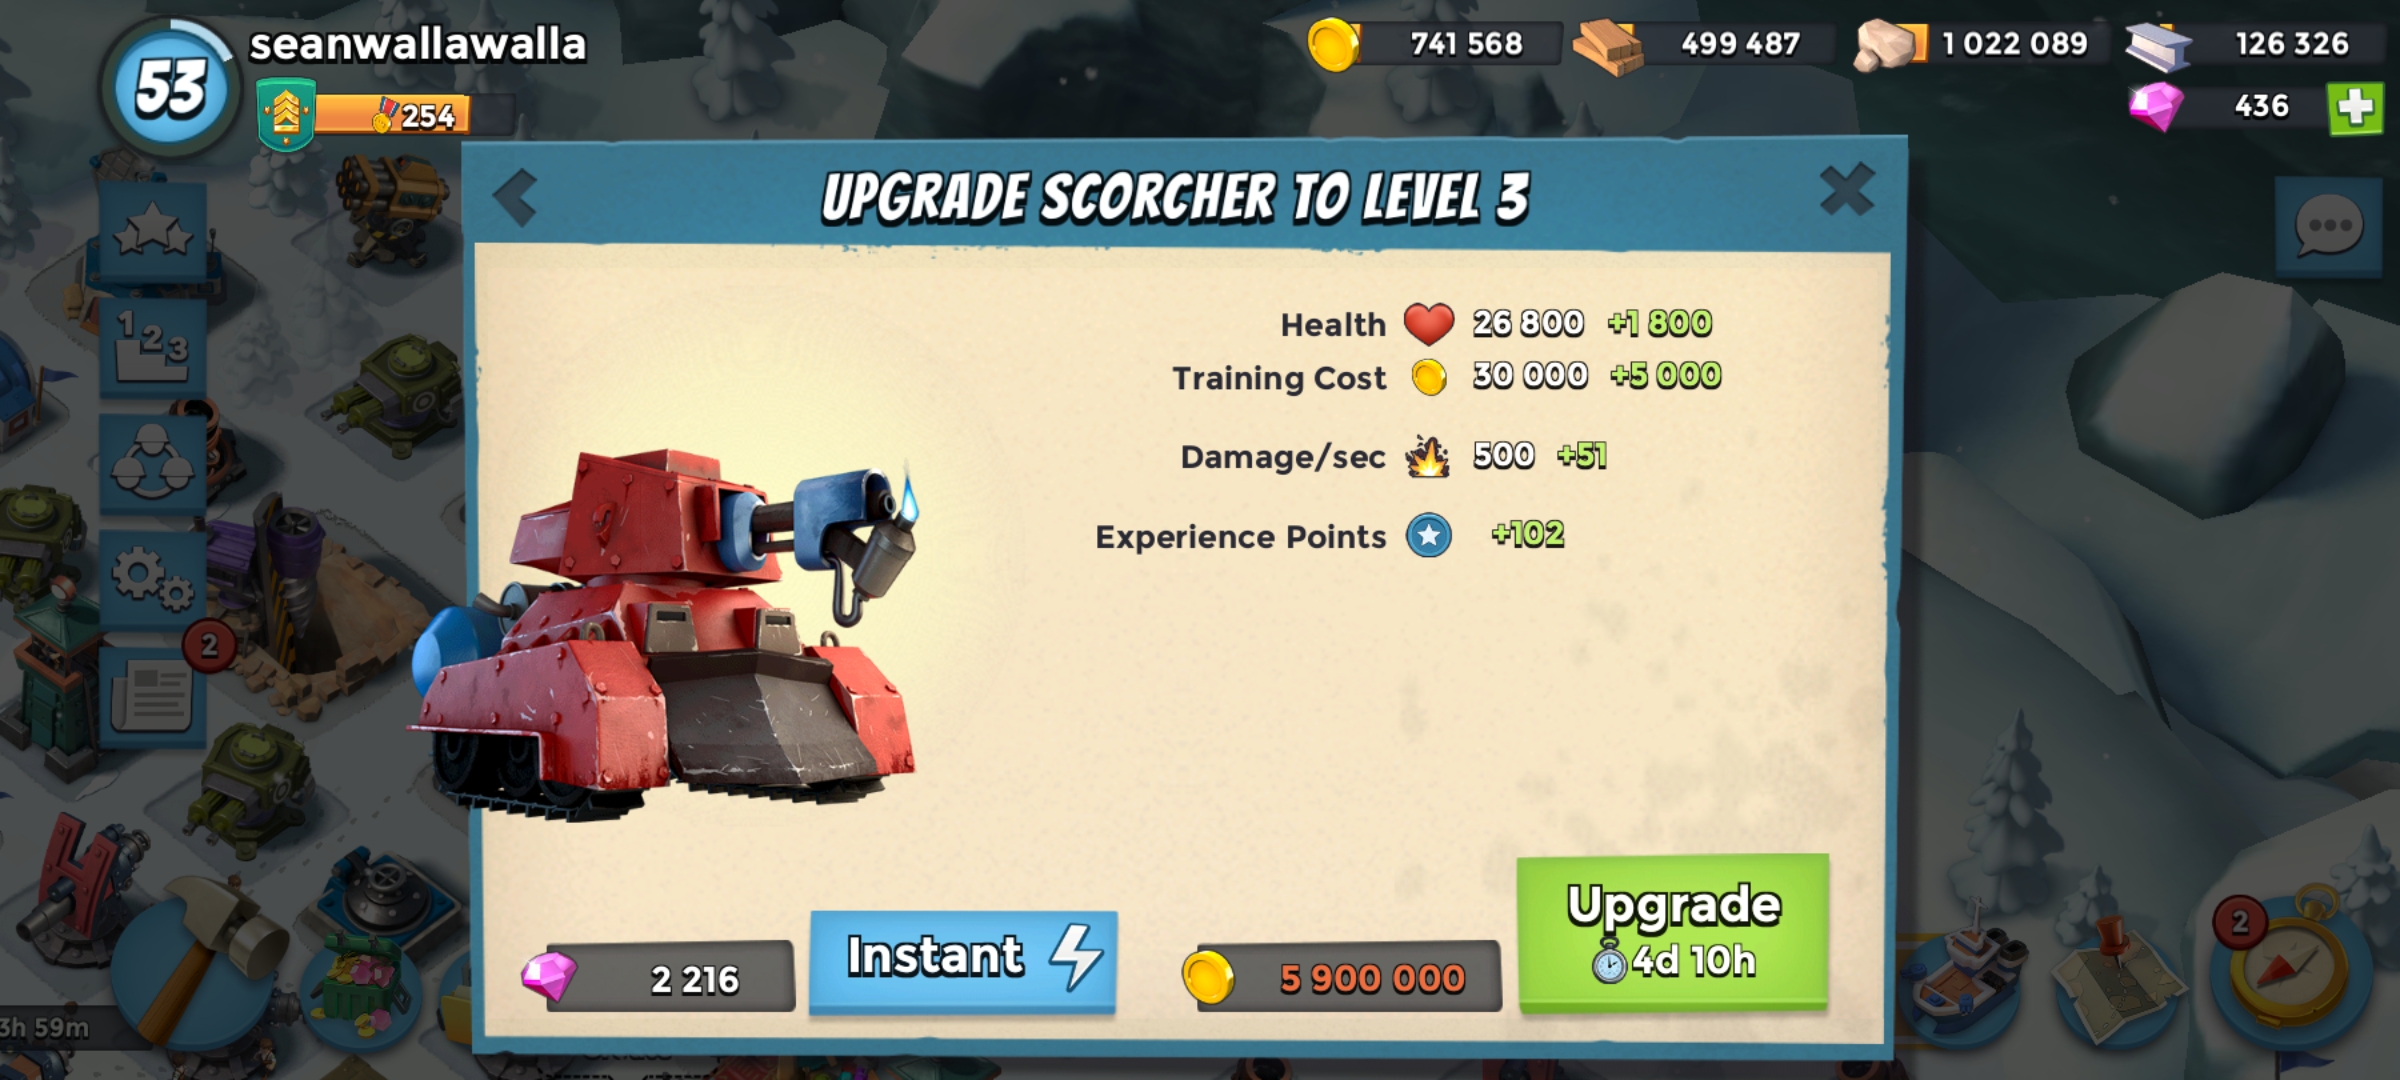 53
seanwallawalla
254
741 568
499 487
1 022 089
126 326
436
UPGRADE SCORCHER TO LEVEL 3
Health 26 800 +1 800
Training Cost 30 000 +5 000
Damage/sec 500 +51
Experience Points +102
1 2 3
2
2 216
Instant
5 900 000
Upgrade
4d 10h
2
3h 59m